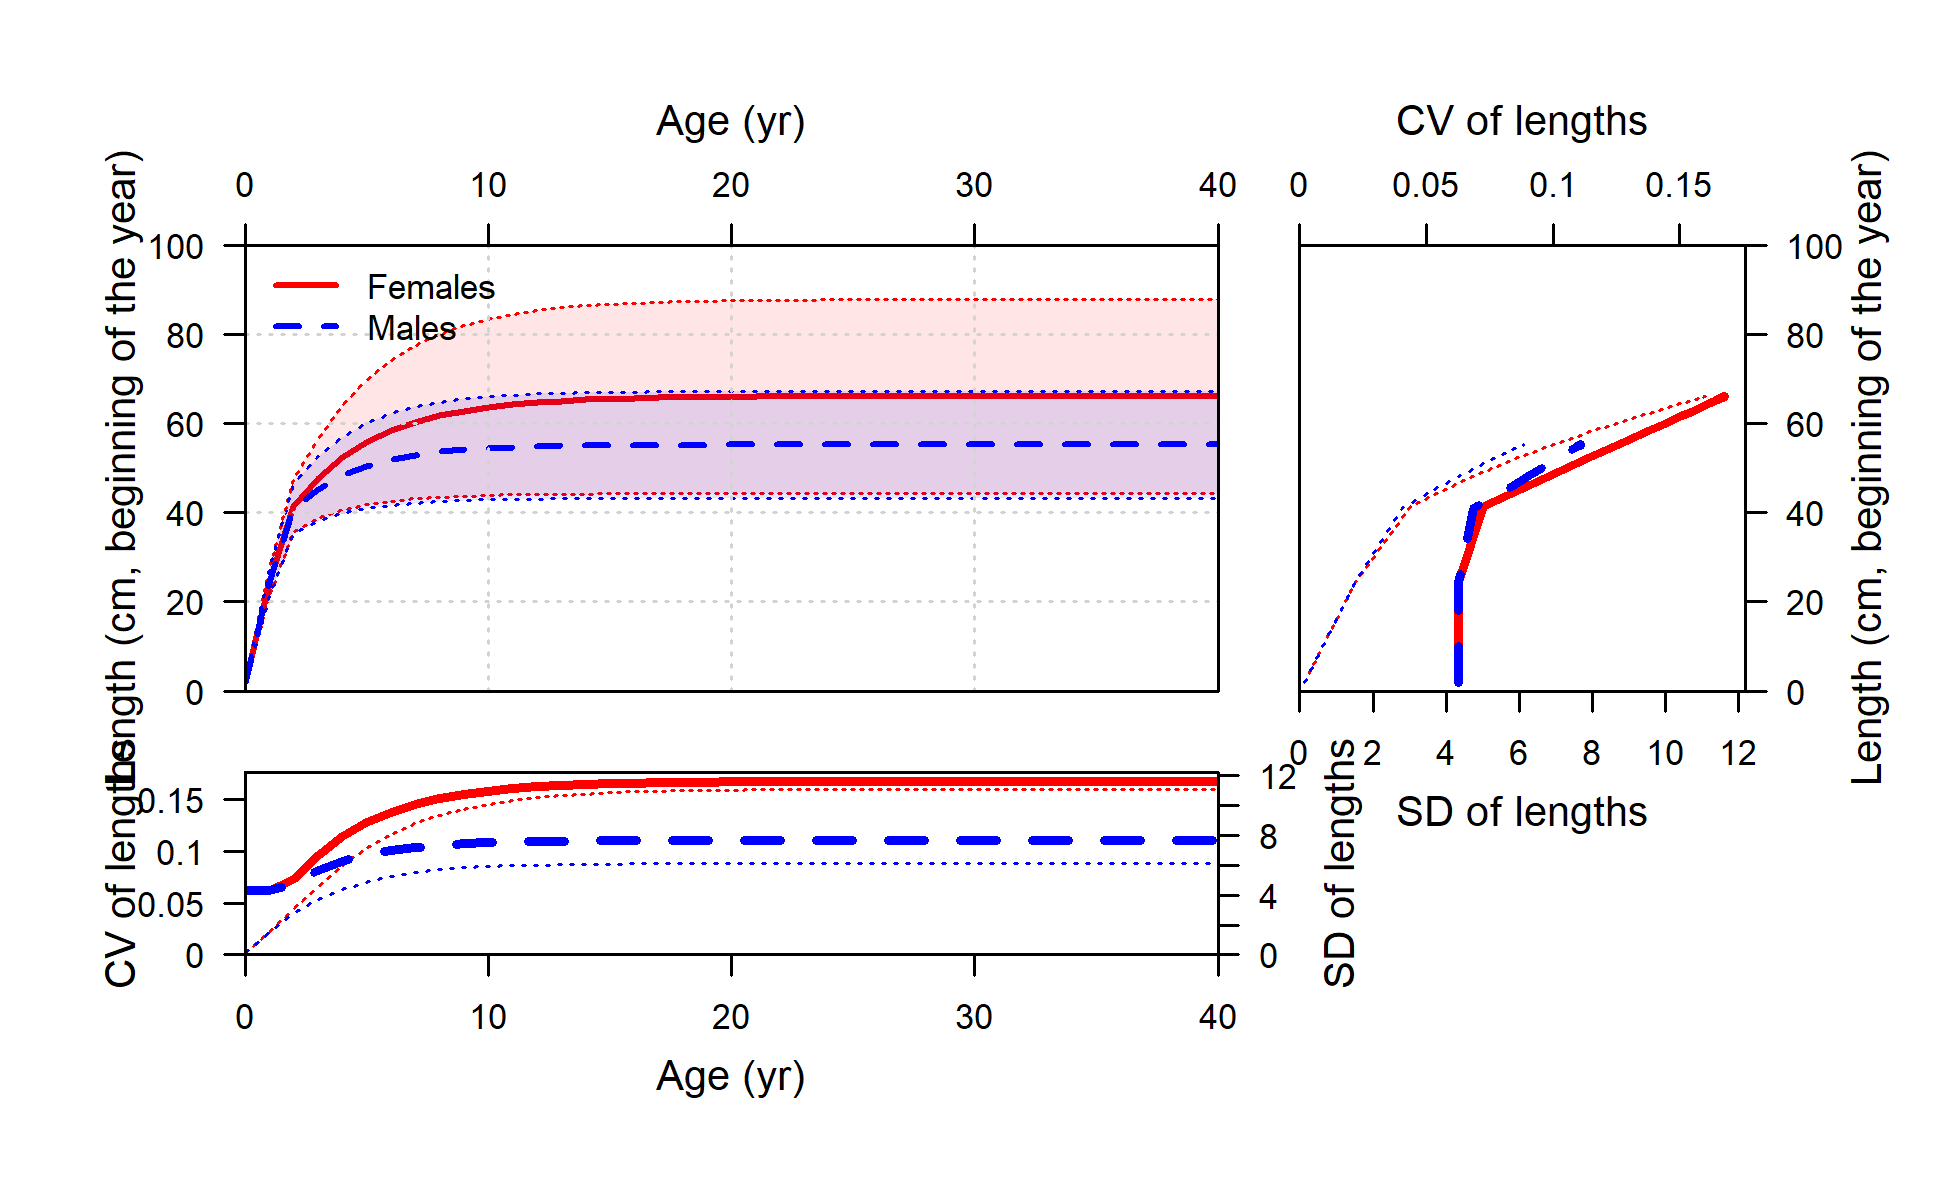 Age (yr)
CV of lengths
0 10 20 30 40
0 0.05 0.1 0.15
Length (cm, beginning of the year)
100
80
60
40
20
0
Females
Males
100
80
60
40
20
0
Length (cm, beginning of the year)
0 2 4 6 8 10 12
SD of lengths
CV of lengths
0.15
0.1
0.05
0
12
8
4
0
SD of lengths
0 10 20 30 40
Age (yr)